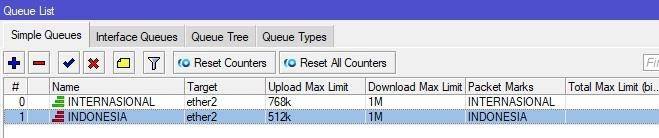 Queue List
Simple Queues Interface Queues Queue Tree Queue Types
Reset Counters Reset All Counters
# Name Target Upload Max Limit Download Max Limit Packet Marks Total Max Limit (bi...
0 INTERNASIONAL ether2 768k 1M INTERNASIONAL
1 INDONESIA ether2 512k 1M INDONESIA